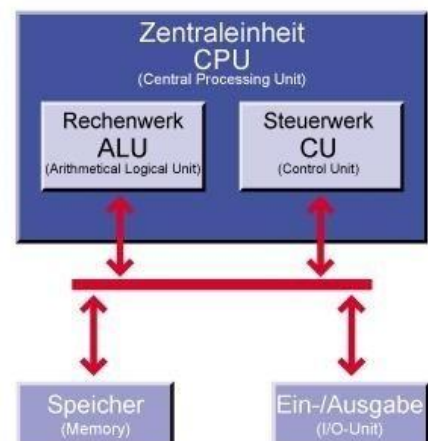 Zentraleinheit
CPU
(Central Processing Unit)
Rechenwerk
ALU
(Arithmetical Logical Unit)
Steuerwerk
CU
(Control Unit)
Speicher
(Memory)
Ein-/Ausgabe
(I/O-Unit)